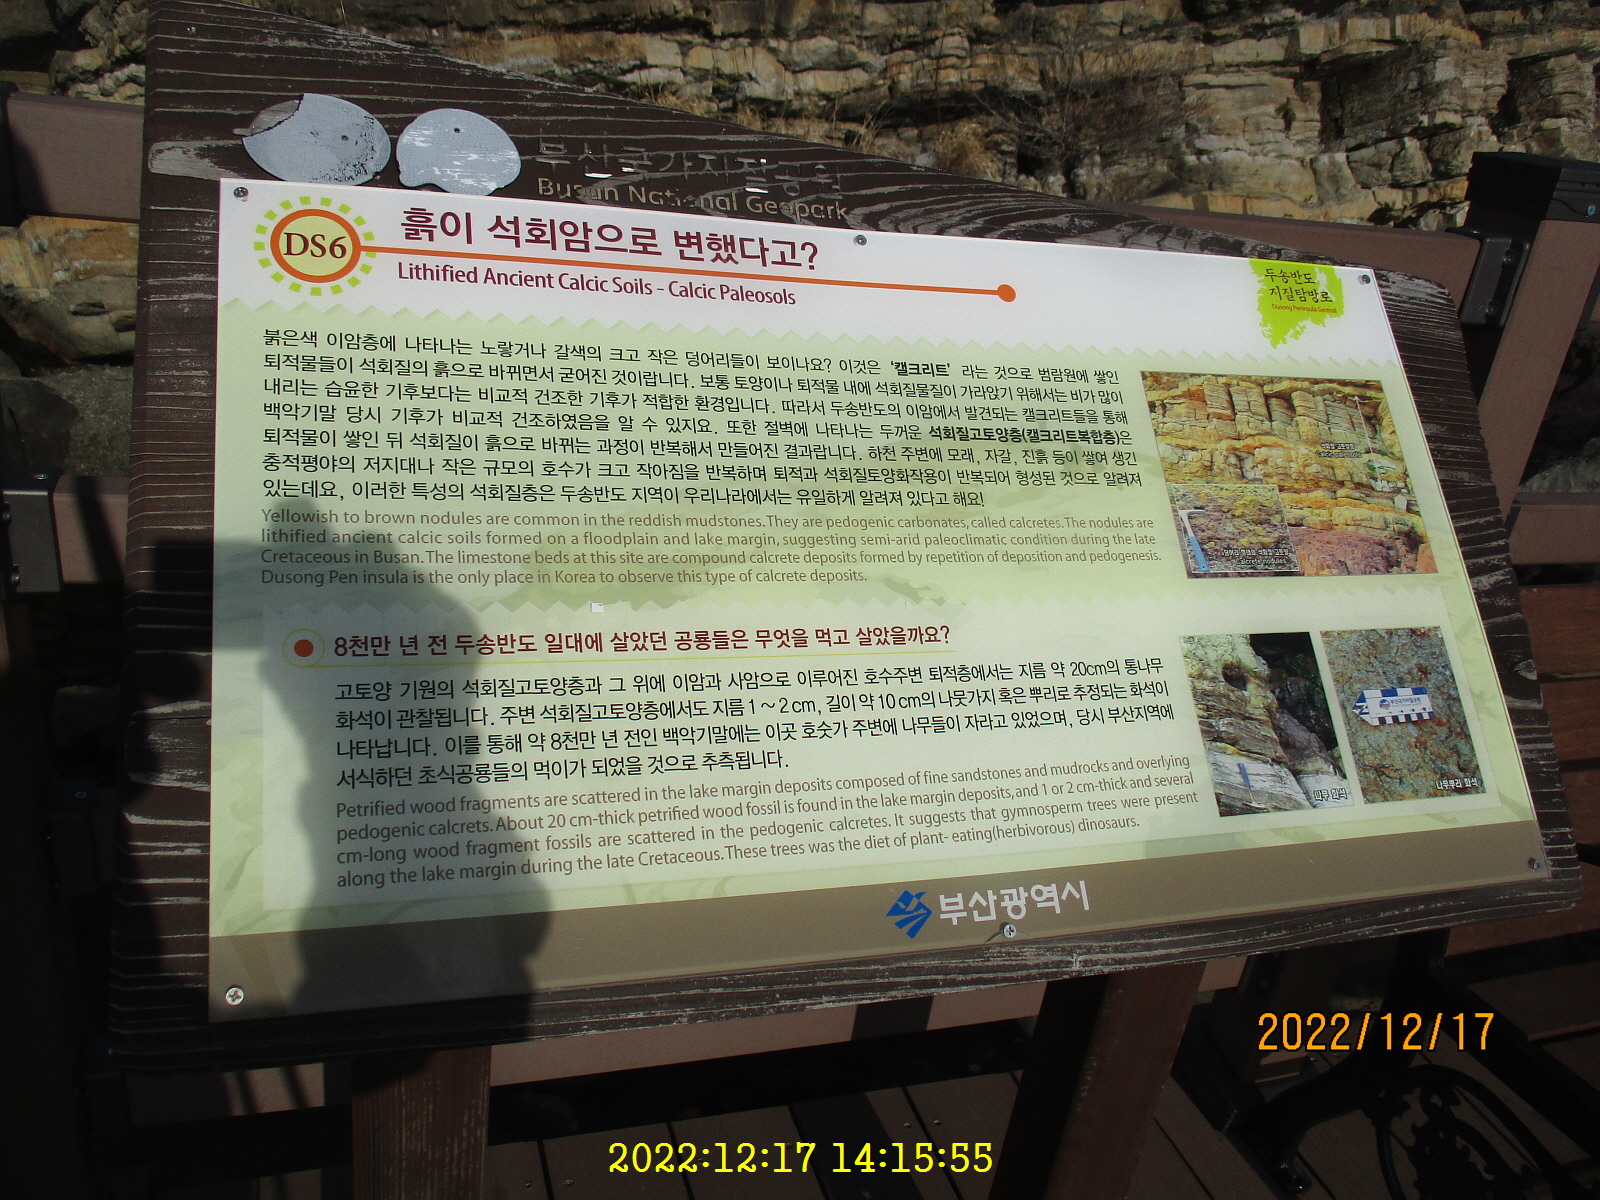 부산국가지질공원
Busan National Geopark
DS6
흙이 석회암으로 변했다고?
Lithified Ancient Calcic Soils - Calcic Paleosols
두송반도
지질탐방로
Dusong Peninsula Geotrail
붉은색 이암층에 나타나는 노랗거나 갈색의 크고 작은 덩어리들이 보이나요? 이것은 '캘크리트' 라는 것으로 범람원에 쌓인
퇴적물들이 석회질의 흙으로 바뀌면서 굳어진 것이랍니다. 보통 토양이나 퇴적물 내에 석회질물질이 가라앉기 위해서는 비가 많이
내리는 습윤한 기후보다는 비교적 건조한 기후가 적합한 환경입니다. 따라서 두송반도의 이암에서 발견되는 캘크리트들을 통해
백악기말 당시 기후가 비교적 건조하였음을 알 수 있지요. 또한 절벽에 나타나는 두꺼운 석회질고토양층(캘크리트복합층)은
퇴적물이 쌓인 뒤 석회질이 흙으로 바뀌는 과정이 반복해서 만들어진 결과랍니다. 하천 주변에 모래, 자갈, 진흙 등이 쌓여 생긴
충적평야의 저지대나 작은 규모의 호수가 크고 작아짐을 반복하며 퇴적과 석회질토양화작용이 반복되어 형성된 것으로 알려져
있는데요, 이러한 특성의 석회질층은 두송반도 지역이 우리나라에서는 유일하게 알려져 있다고 해요!
Yellowish to brown nodules are common in the reddish mudstones. They are pedogenic carbonates, called calcretes. The nodules are
lithified ancient calcic soils formed on a floodplain and lake margin, suggesting semi-arid paleoclimatic condition during the late
Cretaceous in Busan. The limestone beds at this site are compound calcrete deposits formed by repetition of deposition and pedogenesis.
Dusong Pen insula is the only place in Korea to observe this type of calcrete deposits.
석회질 고토양층
Calcic paleosols
덩어리 형태의 석회질 고토양
Calcrete nodules
8천만 년 전 두송반도 일대에 살았던 공룡들은 무엇을 먹고 살았을까요?
고토양 기원의 석회질고토양층과 그 위에 이암과 사암으로 이루어진 호수주변 퇴적층에서는 지름 약 20cm의 통나무
화석이 관찰됩니다. 주변 석회질고토양층에서도 지름 1 ~ 2 cm, 길이 약 10 cm의 나뭇가지 혹은 뿌리로 추정되는 화석이
나타납니다. 이를 통해 약 8천만 년 전인 백악기말에는 이곳 호숫가 주변에 나무들이 자라고 있었으며, 당시 부산지역에
서식하던 초식공룡들의 먹이가 되었을 것으로 추측됩니다.
Petrified wood fragments are scattered in the lake margin deposits composed of fine sandstones and mudrocks and overlying
pedogenic calcrets. About 20 cm-thick petrified wood fossil is found in the lake margin deposits, and 1 or 2 cm-thick and several
cm-long wood fragment fossils are scattered in the pedogenic calcretes. It suggests that gymnosperm trees were present
along the lake margin during the late Cretaceous. These trees was the diet of plant- eating(herbivorous) dinosaurs.
나무 화석
부산국가지질공원
나무뿌리 화석
부산광역시
2022/12/17
2022:12:17 14:15:55